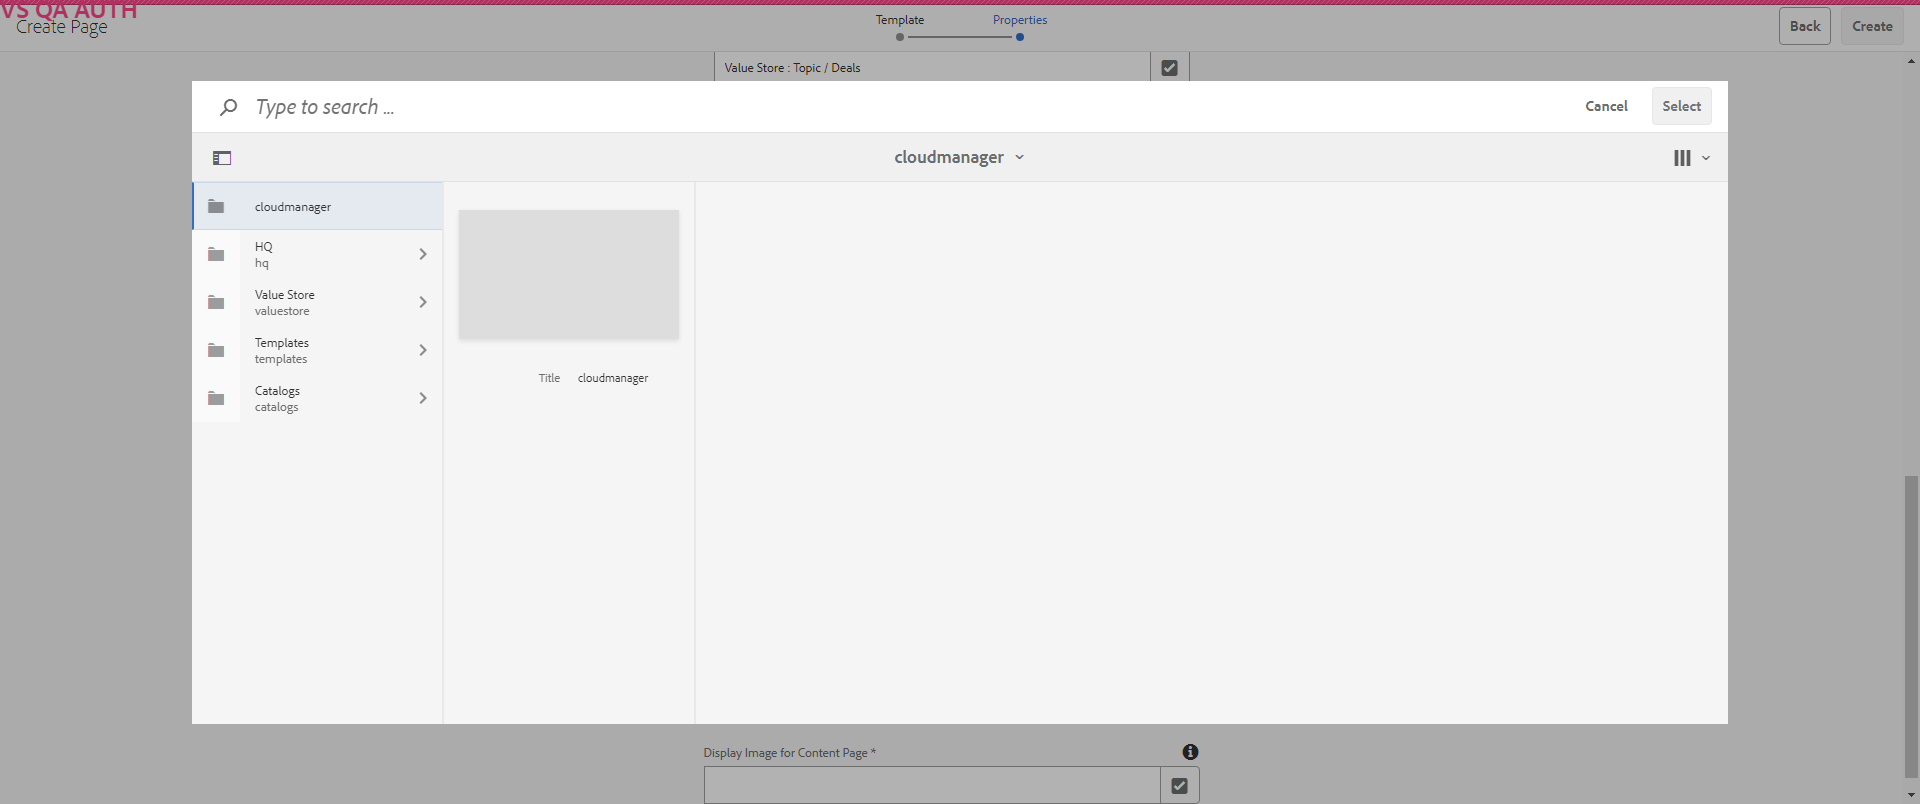 VS QA AUTH
Create Page
Template
Properties
Back
Create
Value Store : Topic / Deals
Type to search ...
Cancel
Select
cloudmanager
cloudmanager
HQ
hq
Value Store
valuestore
Templates
templates
Catalogs
catalogs
Title cloudmanager
Display Image for Content Page *